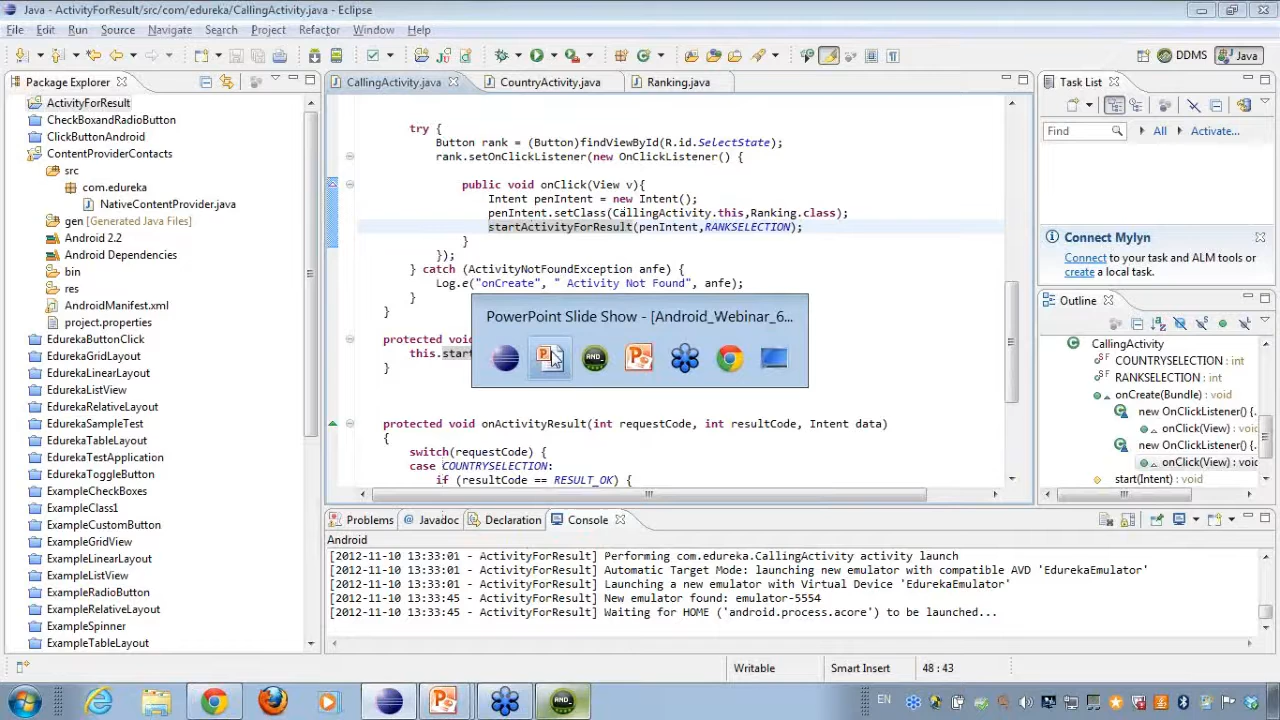 Java - ActivityForResult/src/com/edureka/CallingActivity.java - Eclipse
File Edit Run Source Navigate Search Project Refactor Window Help
DDMS Java
Package Explorer
ActivityForResult
CheckBoxandRadioButton
ClickButtonAndroid
ContentProviderContacts
src
com.edureka
NativeContentProvider.java
gen [Generated Java Files]
Android 2.2
Android Dependencies
bin
res
AndroidManifest.xml
project.properties
EdurekaButtonClick
EdurekaGridLayout
EdurekaLinearLayout
EdurekaListView
EdurekaRelativeLayout
EdurekaSampleTest
EdurekaTableLayout
EdurekaTestApplication
EdurekaToggleButton
ExampleCheckBoxes
ExampleClass1
ExampleCustomButton
ExampleGridView
ExampleLinearLayout
ExampleListView
ExampleRadioButton
ExampleRelativeLayout
ExampleSpinner
ExampleTableLayout
CallingActivity.java CountryActivity.java Ranking.java
try {
Button rank = (Button)findViewById(R.id.SelectState);
rank.setOnClickListener(new OnClickListener() {
public void onClick(View v){
Intent penIntent = new Intent();
penIntent.setClass(CallingActivity.this,Ranking.class);
startActivityForResult(penIntent,RANKSELECTION);
}
});
} catch (ActivityNotFoundException anfe) {
Log.e("onCreate", " Activity Not Found", anfe);
}
}
protected voi
this.start
}
PowerPoint Slide Show - [Android_Webinar_6...
protected void onActivityResult(int requestCode, int resultCode, Intent data)
{
switch(requestCode) {
case COUNTRYSELECTION:
if (resultCode == RESULT_OK) {
Task List
Find All Activate...
Connect Mylyn
Connect to your task and ALM tools or
create a local task.
Outline
CallingActivity
COUNTRYSELECTION : int
RANKSELECTION : int
onCreate(Bundle) : void
new OnClickListener() {...
onClick(View) : voic
new OnClickListener() {...
onClick(View) : voic
start(Intent) : void
Problems Javadoc Declaration Console
Android
[2012-11-10 13:33:01 - ActivityForResult] Performing com.edureka.CallingActivity activity launch
[2012-11-10 13:33:01 - ActivityForResult] Automatic Target Mode: launching new emulator with compatible AVD 'EdurekaEmulator'
[2012-11-10 13:33:01 - ActivityForResult] Launching a new emulator with Virtual Device 'EdurekaEmulator'
[2012-11-10 13:33:45 - ActivityForResult] New emulator found: emulator-5554
[2012-11-10 13:33:45 - ActivityForResult] Waiting for HOME ('android.process.acore') to be launched...
Writable Smart Insert 48 : 43
EN